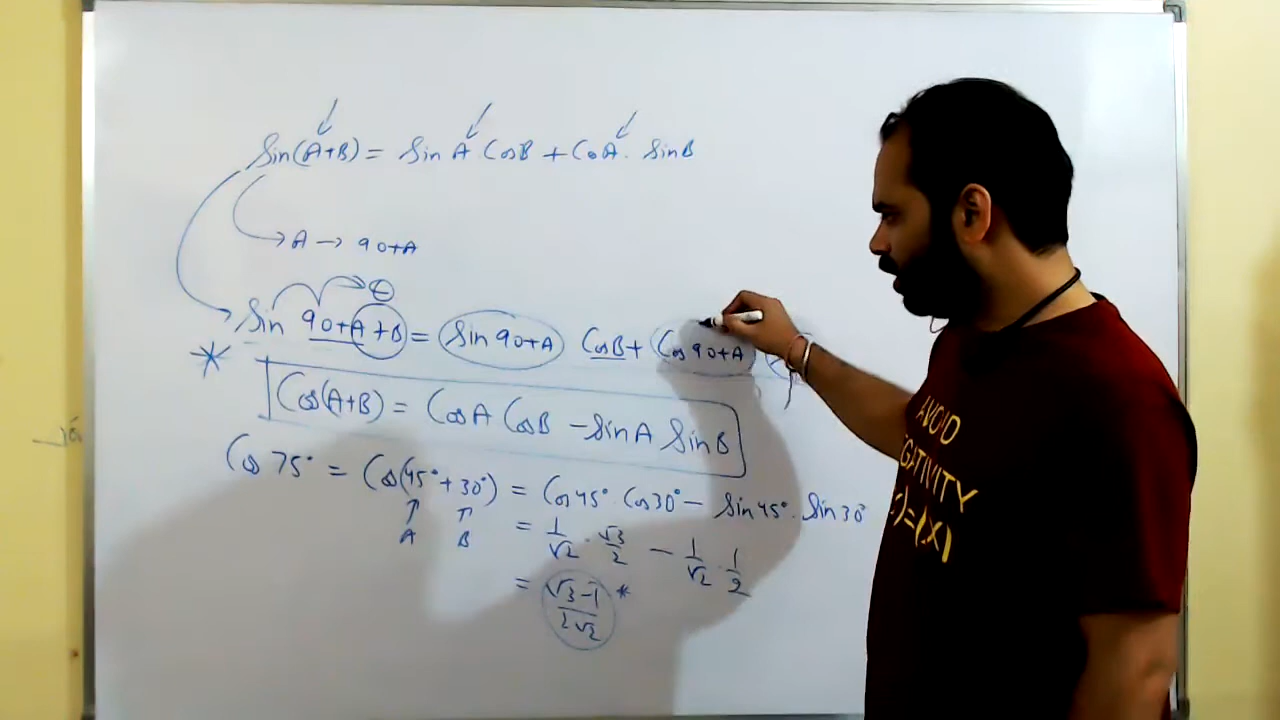 Sin(A+B) = Sin A . CosB + CosA . SinB
A → 90+A
⊖
Sin 90+A+B = Sin 90+A CosB + Cos 90+A
* Cos(A+B) = CosA CosB - SinA SinB
Cos 75° = Cos(45° + 30°) = Cos45° . Cos30° - Sin45° . Sin30°
A B
= 1/√2 . √3/2 - 1/√2 . 1/2
= √3-1/2√2 *
AVOID
GATIVITY